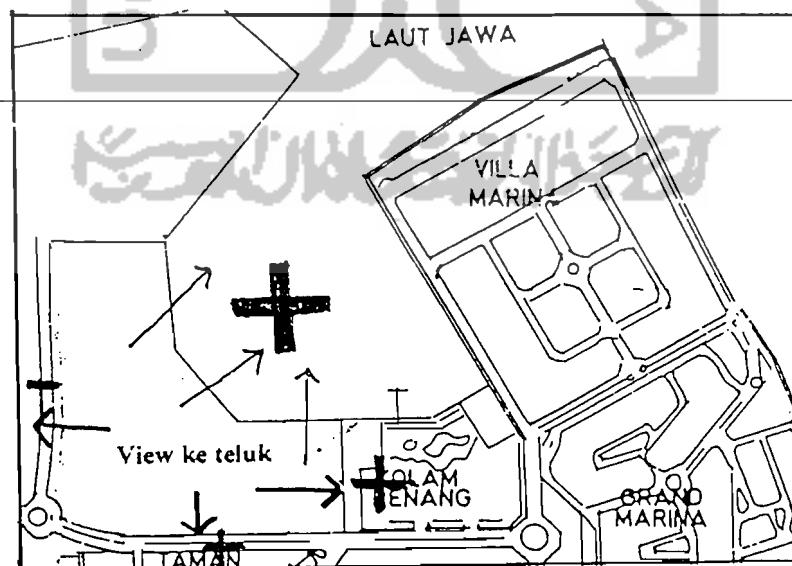 LAUT JAWA
VILLA
MARINA
View ke teluk
KOLAM
RENANG
GRAND
MARINA
TAMAN